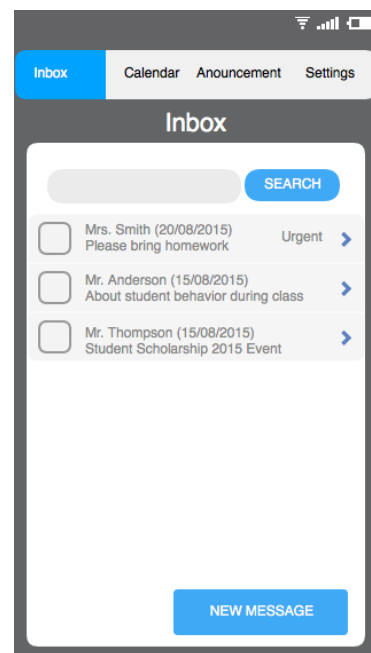 Inbox Calendar Anouncement Settings
Inbox
SEARCH
Mrs. Smith (20/08/2015)
Please bring homework Urgent
Mr. Anderson (15/08/2015)
About student behavior during class
Mr. Thompson (15/08/2015)
Student Scholarship 2015 Event
NEW MESSAGE